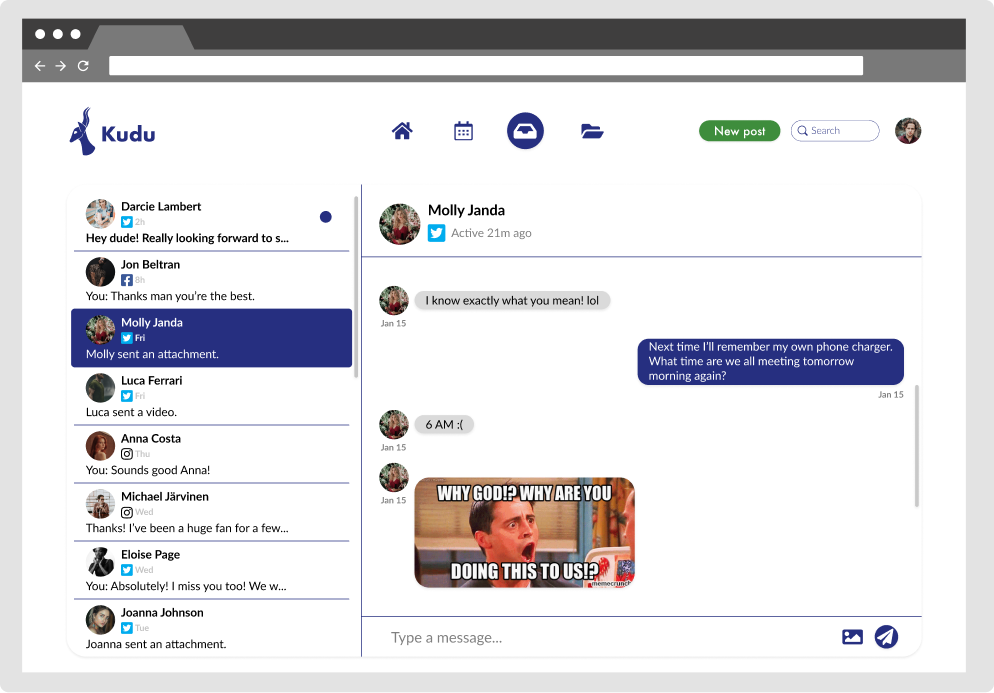 Kudu
New post
Search
Darcie Lambert
2h
Hey dude! Really looking forward to s...
Jon Beltran
8h
You: Thanks man you're the best.
Molly Janda
Fri
Molly sent an attachment.
Luca Ferrari
Fri
Luca sent a video.
Anna Costa
Thu
You: Sounds good Anna!
Michael Järvinen
Wed
Thanks! I've been a huge fan for a few...
Eloise Page
Wed
You: Absolutely! I miss you too! We w...
Joanna Johnson
Tue
Joanna sent an attachment.
Molly Janda
Active 21m ago
I know exactly what you mean! lol
Jan 15
Next time I'll remember my own phone charger.
What time are we all meeting tomorrow
morning again?
Jan 15
6 AM :(
Jan 15
Jan 15
WHY GOD!? WHY ARE YOU
DOING THIS TO US!?
memecrunch
Type a message...